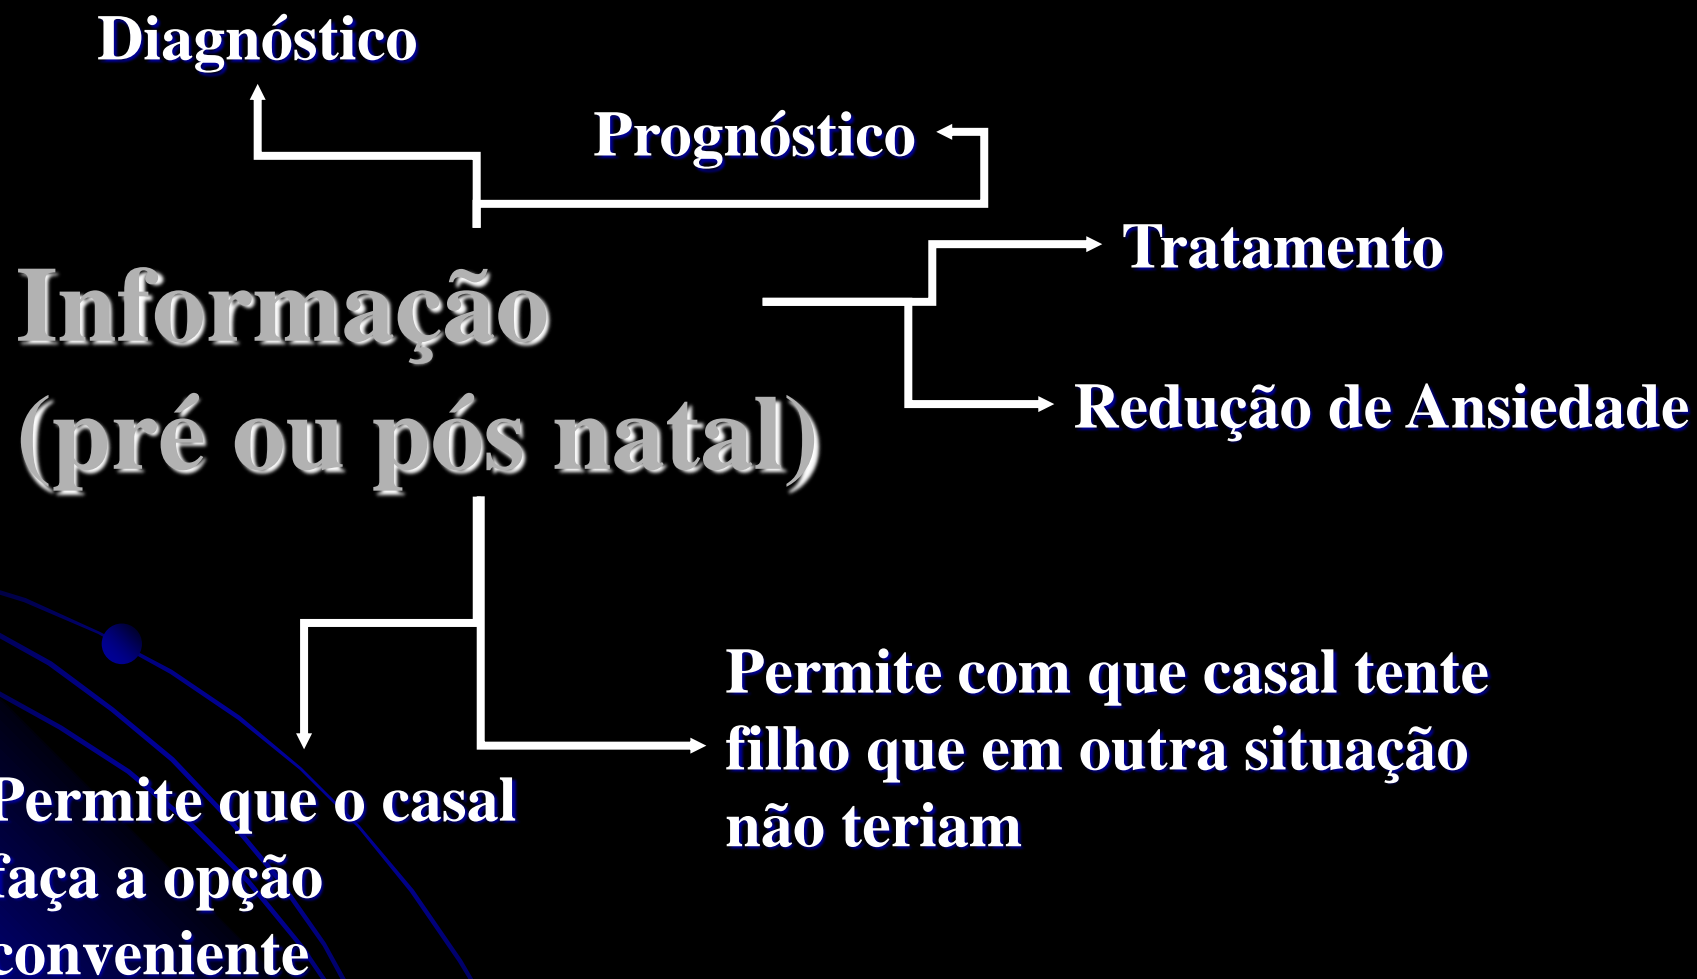 Diagnóstico
Prognóstico
Tratamento
Informação
(pré ou pós natal)
Redução de Ansiedade
Permite com que casal tente
filho que em outra situação
não teriam
Permite que o casal
faça a opção
conveniente